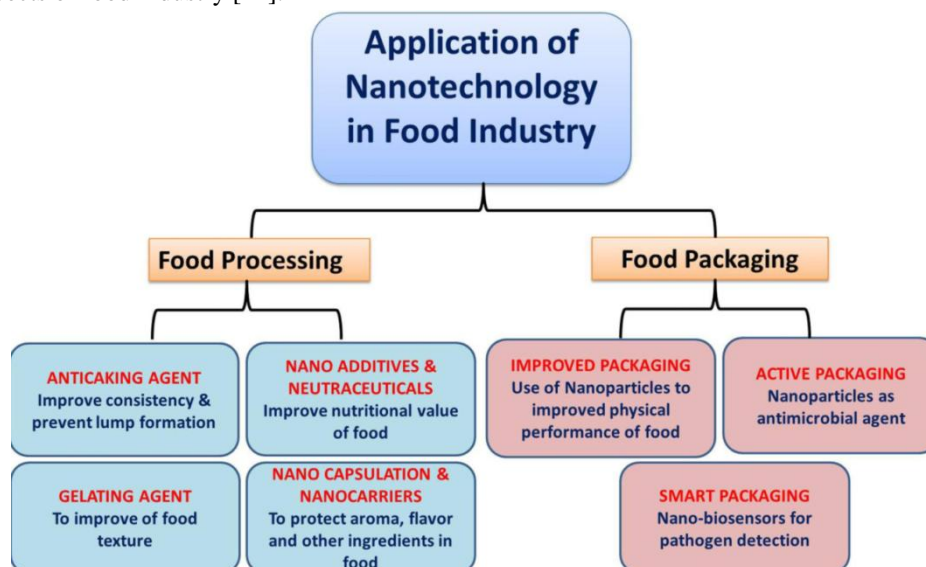 Application of
Nanotechnology
in Food Industry
Food Processing
Food Packaging
ANTICAKING AGENT
Improve consistency &
prevent lump formation
NANO ADDITIVES &
NEUTRACEUTICALS
Improve nutritional value
of food
IMPROVED PACKAGING
Use of Nanoparticles to
improved physical
performance of food
ACTIVE PACKAGING
Nanoparticles as
antimicrobial agent
GELATING AGENT
To improve of food
texture
NANO CAPSULATION &
NANOCARRIERS
To protect aroma, flavor
and other ingredients in
food
SMART PACKAGING
Nano-biosensors for
pathogen detection